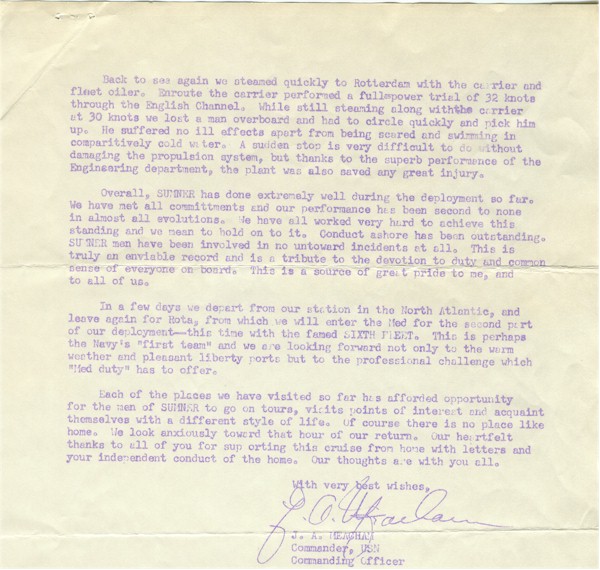 Back to see again we steamed quickly to Rotterdam with the carrier and
fleet oiler. Enroute the carrier performed a full-power trial of 32 knots
through the English Channel. While still steaming along withthe carrier
at 30 knots we lost a man overboard and had to circle quickly and pick him
up. He suffered no ill effects apart from being scared and swimming in
comparitively cold water. A sudden stop is very difficult to do without
damaging the propulsion system, but thanks to the superb performance of the
Engineering department, the plant was also saved any great injury.
Overall, SUMNER has done extremely well during the deployment so far.
We have met all committments and our performance has been second to none
in almost all evolutions. We have all worked very hard to achieve this
standing and we mean to hold on to it. Conduct ashore has been outstanding.
SUMNER men have been involved in no untoward incidents at all. This is
truly an enviable record and is a tribute to the devotion to duty and common
sense of everyone on board. This is a source of great pride to me, and
to all of us.
In a few days we depart from our station in the North Atlantic, and
leave again for Rota, from which we will enter the Med for the second part
of our deployment--this time with the famed SIXTH FLEET. This is perhaps
the Navy's "first team" and we are looking forward not only to the warm
weather and pleasant liberty ports but to the professional challenge which
"Med duty" has to offer.
Each of the places we have visited so far has afforded opportunity
for the men of SUMNER to go on tours, visits points of interest and acquaint
themselves with a different style of life. Of course there is no place like
home. We look anxiously toward that hour of our return. Our heartfelt
thanks to all of you for sup orting this cruise from home with letters and
your independent conduct of the home. Our thoughts are with you all.
With very best wishes,
J. A. MEACHAM
Commander, USN
Commanding Officer